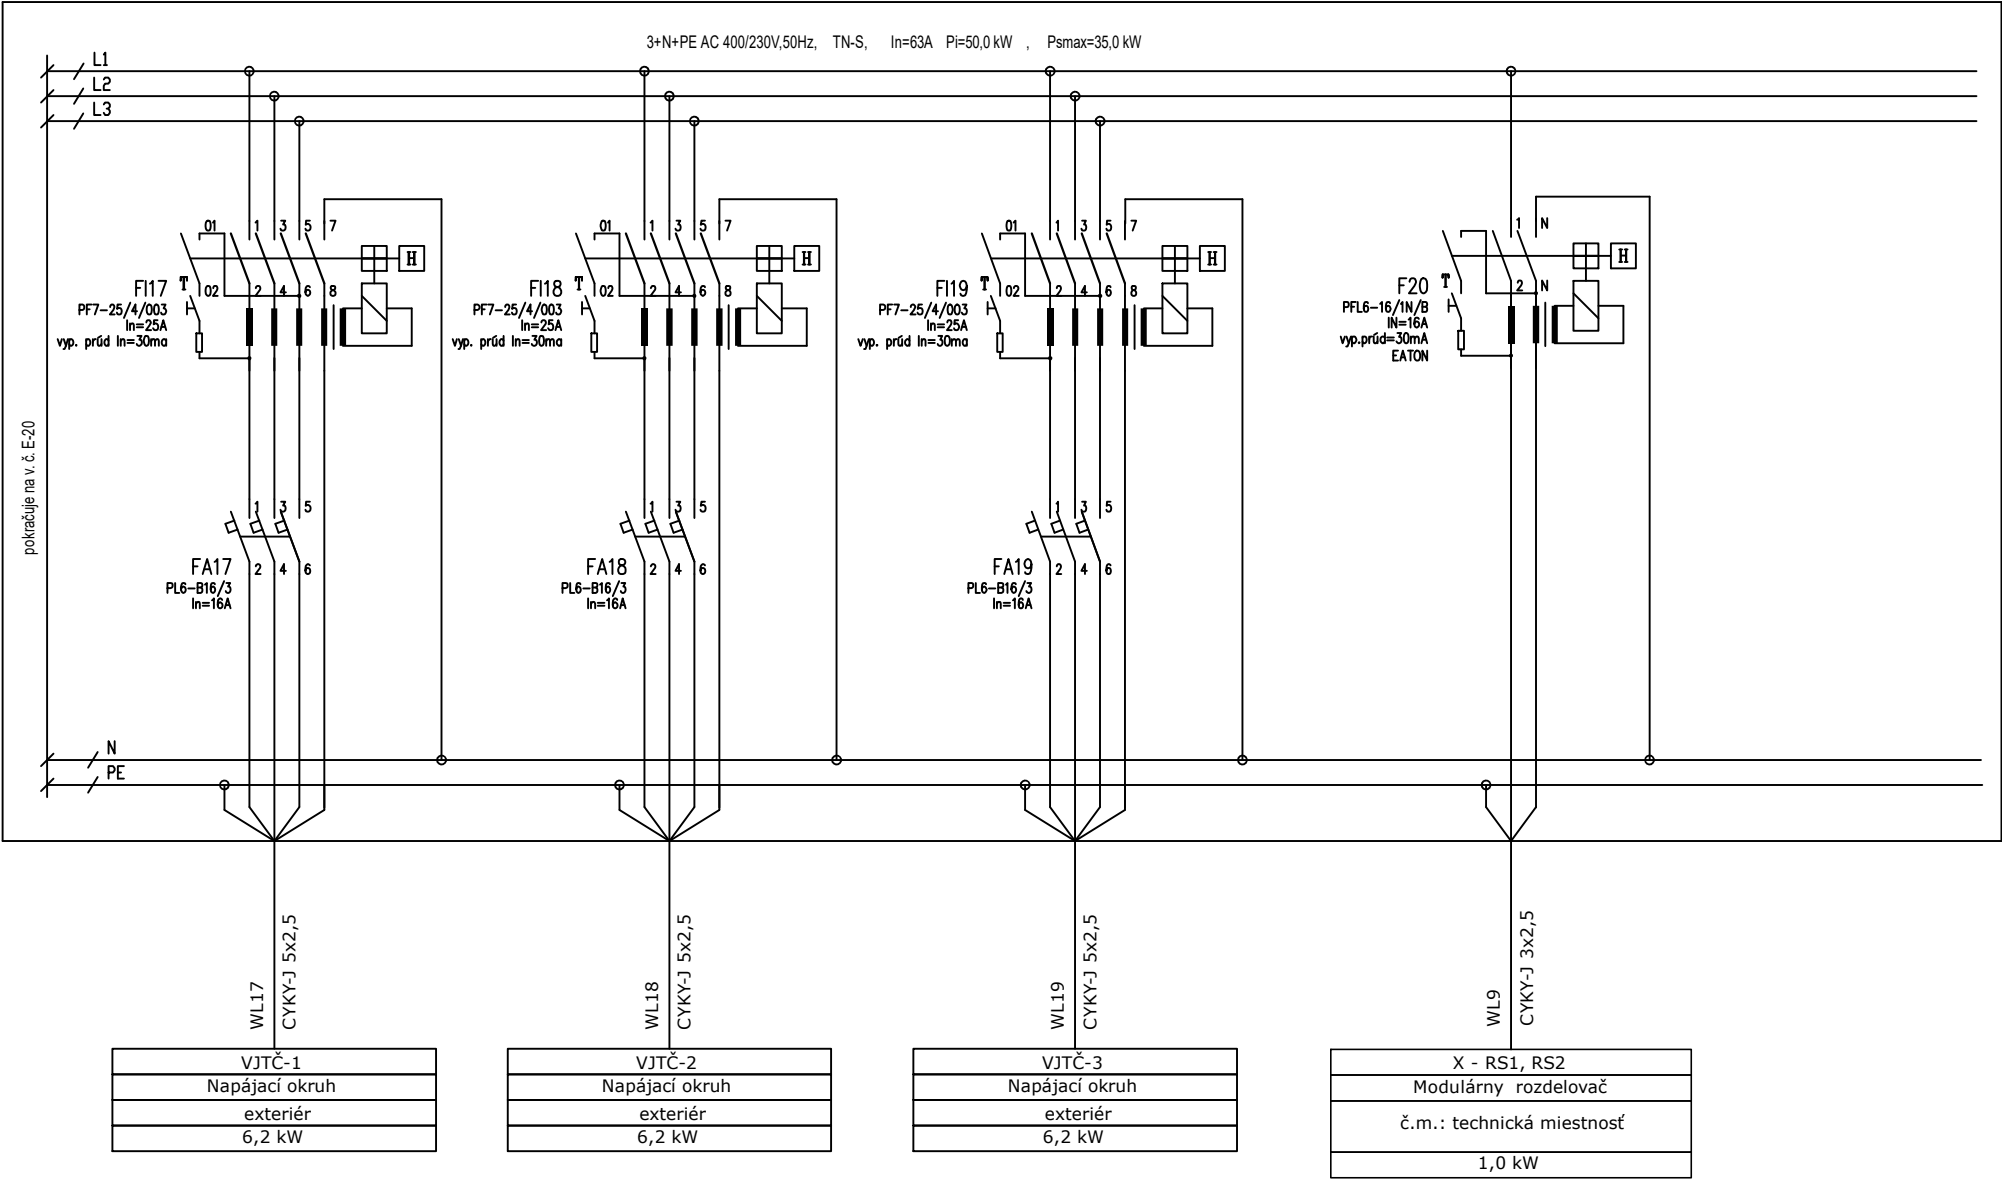 3+N+PE AC 400/230V,50Hz, TN-S, In=63A Pi=50,0 kW , Psmax=35,0 kW
L1
L2
L3
01 1 3 5 7
H
T
02 2 4 6 8
FI17
PF7-25/4/003
In=25A
vyp. prúd In=30ma
01 1 3 5 7
H
T
02 2 4 6 8
FI18
PF7-25/4/003
In=25A
vyp. prúd In=30ma
01 1 3 5 7
H
T
02 2 4 6 8
FI19
PF7-25/4/003
In=25A
vyp. prúd In=30ma
1 N
H
T
2 N
F20
PFL6-16/1N/B
IN=16A
vyp.prúd=30mA
EATON
pokračuje na v. č. E-20
1 3 5
2 4 6
FA17
PL6-B16/3
In=16A
1 3 5
2 4 6
FA18
PL6-B16/3
In=16A
1 3 5
2 4 6
FA19
PL6-B16/3
In=16A
N
PE
WL17
CYKY-J 5x2,5
WL18
CYKY-J 5x2,5
WL19
CYKY-J 5x2,5
WL9
CYKY-J 3x2,5
VJTČ-1
Napájací okruh
exteriér
6,2 kW
VJTČ-2
Napájací okruh
exteriér
6,2 kW
VJTČ-3
Napájací okruh
exteriér
6,2 kW
X - RS1, RS2
Modulárny rozdelovač
č.m.: technická miestnosť
1,0 kW